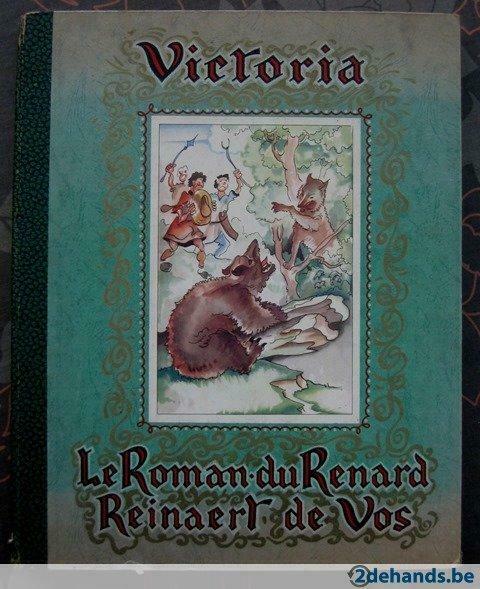 Victoria
Le Roman·du Renard
Reinaert de Vos
2dehands.be